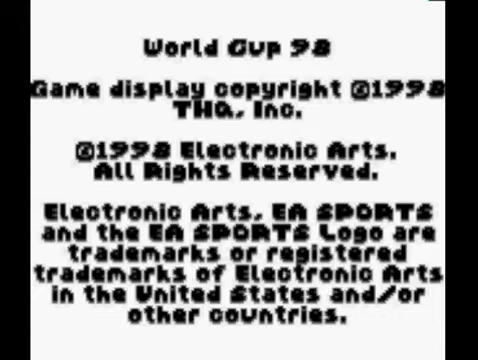 World Cup 98
Game display copyright ©1998
THQ, Inc.
©1998 Electronic Arts.
All Rights Reserved.
Electronic Arts, EA SPORTS
and the EA SPORTS Logo are
trademarks or registered
trademarks of Electronic Arts
in the United States and/or
other countries.